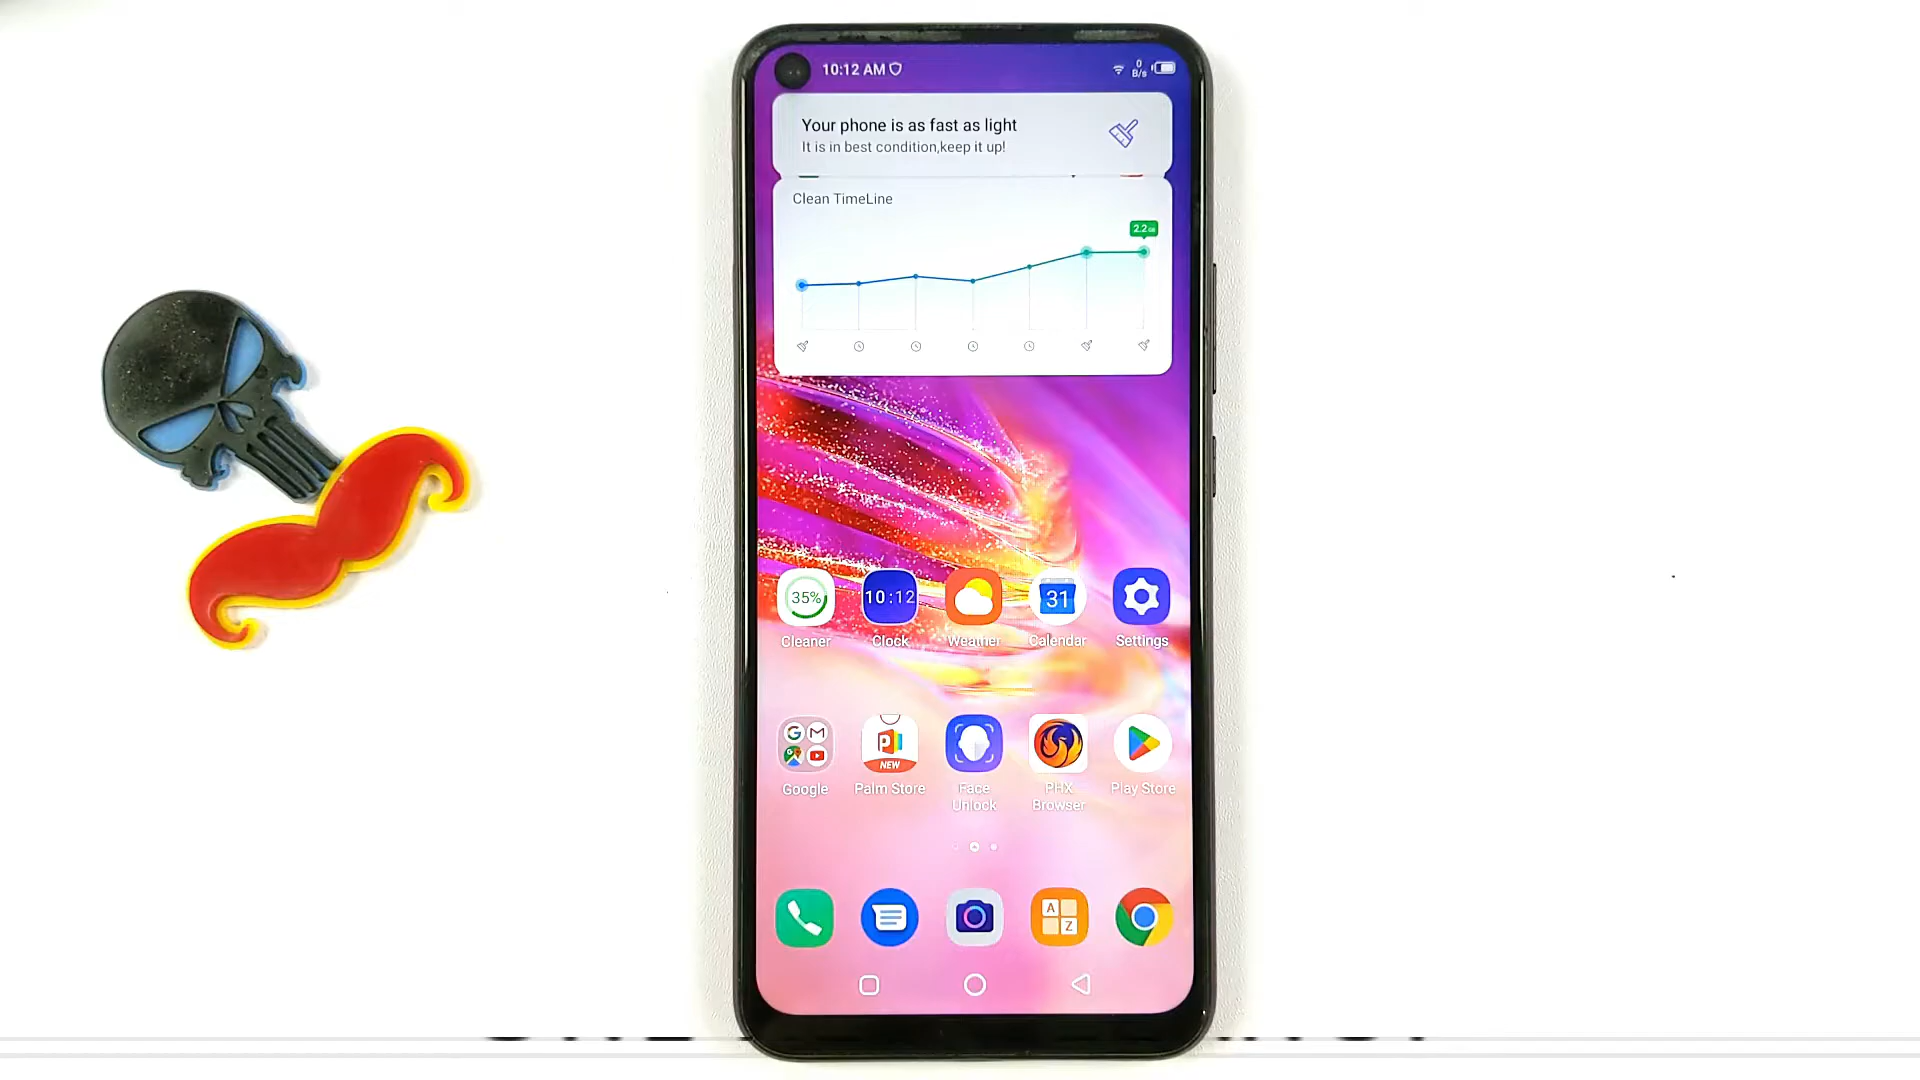 10:12 AM
0
B/s
Your phone is as fast as light
It is in best condition,keep it up!
Clean TimeLine
2.2 GB
35%
10:12
31
Cleaner
Clock
Weather
Calendar
Settings
G
M
P
NEW
Google
Palm Store
Face
Unlock
PHX
Browser
Play Store
A
Z